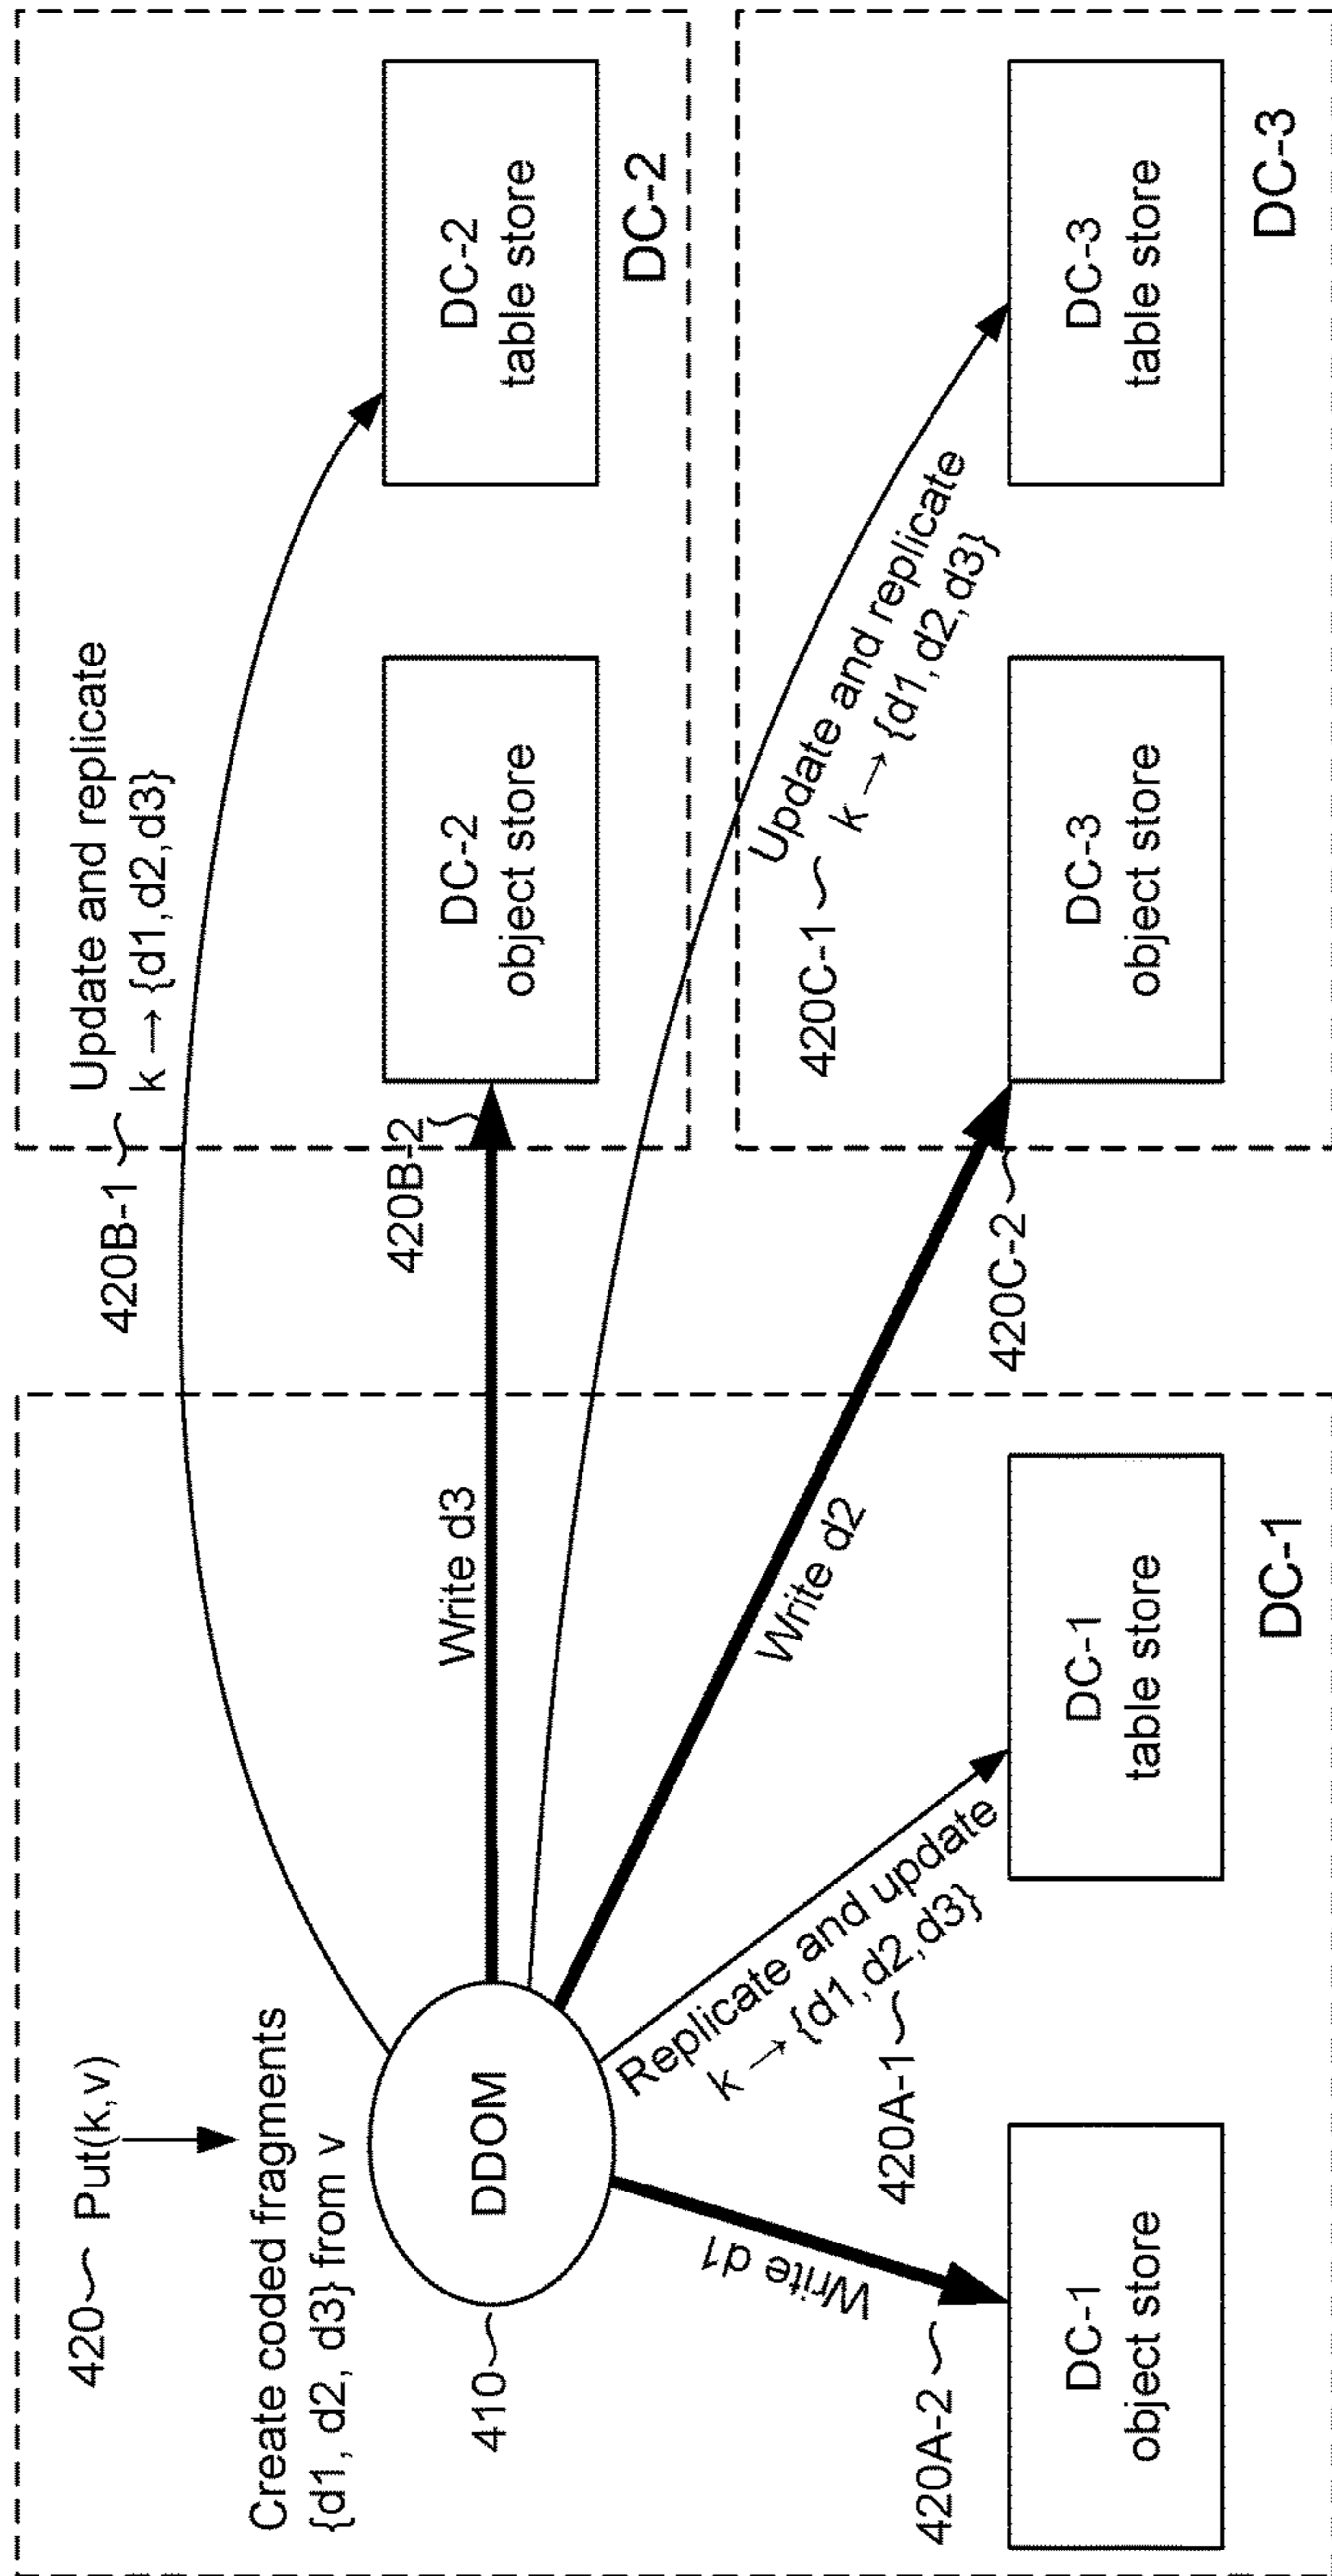 420 Put(k,v)
Create coded fragments
{d1, d2, d3} from v
410
DDOM
Write d1
420A-2
DC-1
object store
Replicate and update
k → {d1,d2,d3}
420A-1
DC-1
table store
DC-1
Write d3
Write d2
420B-1
Update and replicate
k → {d1,d2,d3}
420B-2
DC-2
object store
DC-2
table store
DC-2
420C-1
Update and replicate
k → {d1,d2,d3}
420C-2
DC-3
object store
DC-3
table store
DC-3